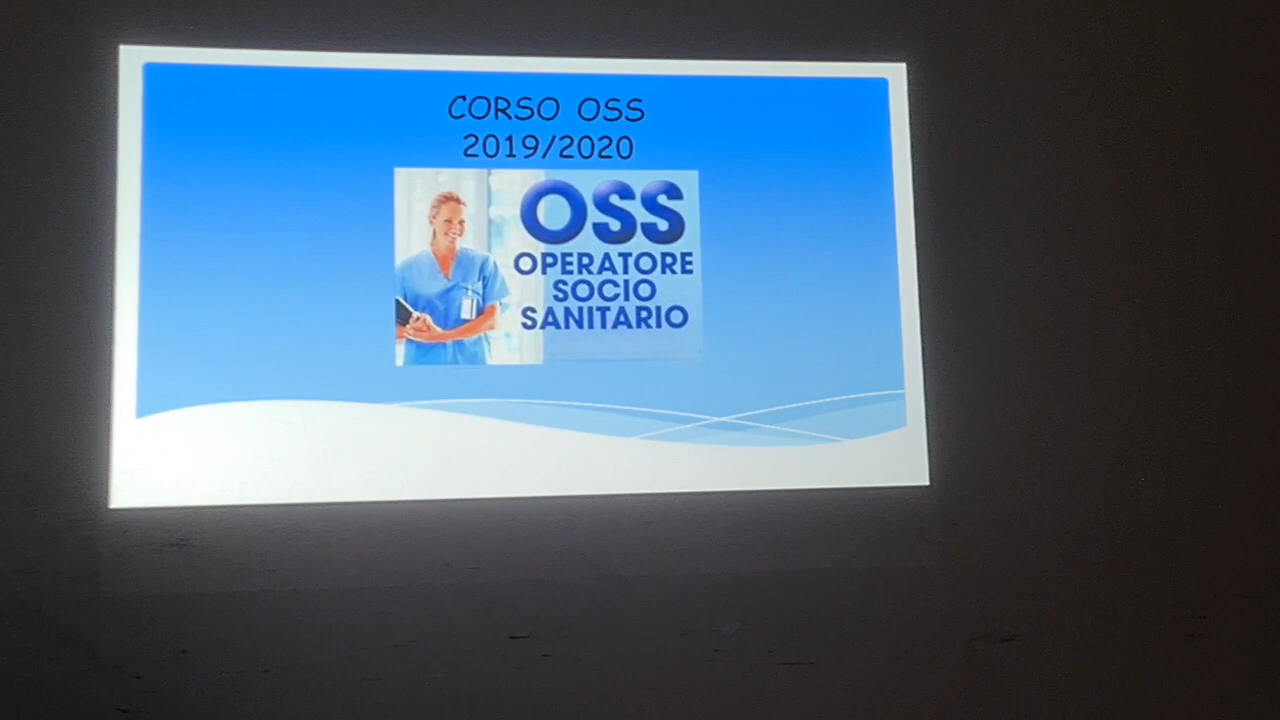 CORSO OSS
2019/2020
OSS
OPERATORE
SOCIO
SANITARIO